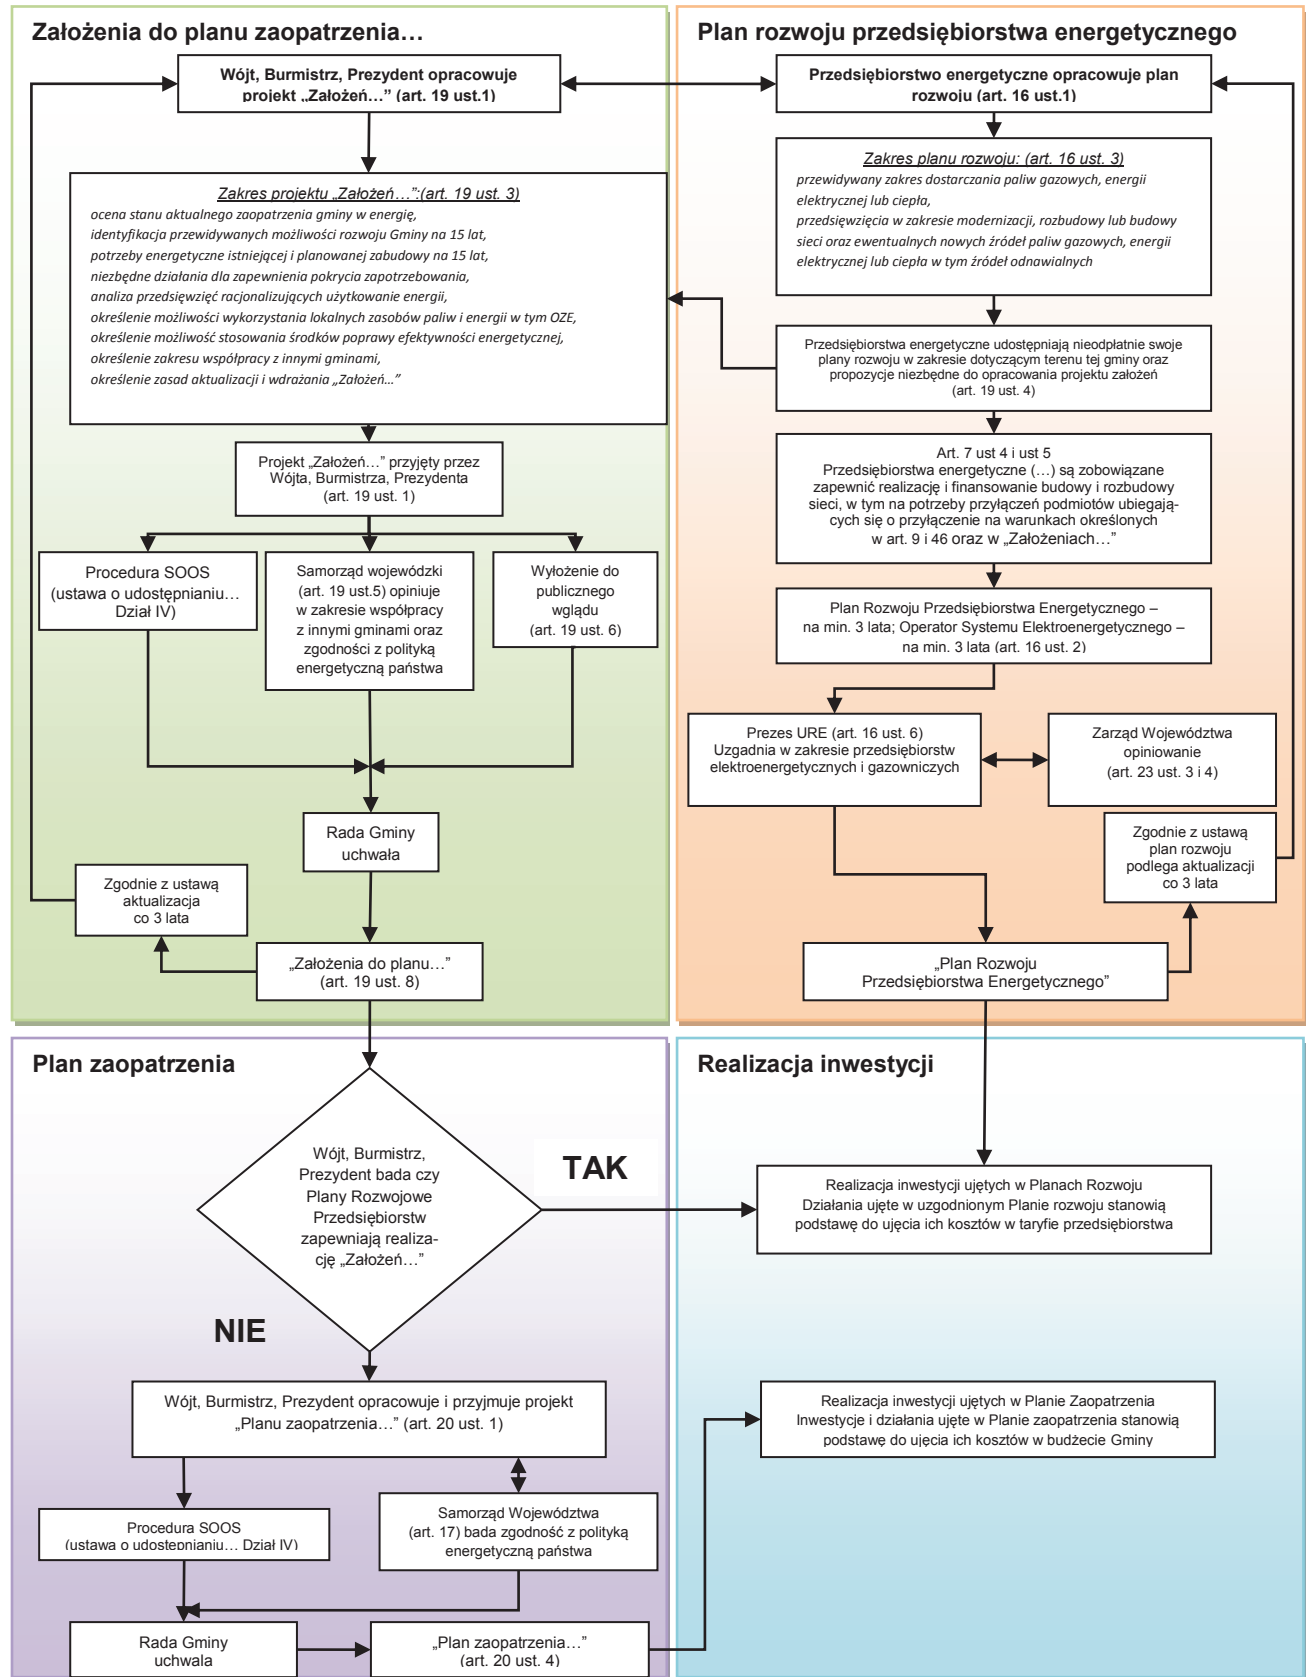 Założenia do planu zaopatrzenia…
Wójt, Burmistrz, Prezydent opracowuje
projekt „Założeń…” (art. 19 ust.1)
Zakres projektu „Założeń…”:(art. 19 ust. 3)
ocena stanu aktualnego zaopatrzenia gminy w energię,
identyfikacja przewidywanych możliwości rozwoju Gminy na 15 lat,
potrzeby energetyczne istniejącej i planowanej zabudowy na 15 lat,
niezbędne działania dla zapewnienia pokrycia zapotrzebowania,
analiza przedsięwzięć racjonalizujących użytkowanie energii,
określenie możliwości wykorzystania lokalnych zasobów paliw i energii w tym OZE,
określenie możliwość stosowania środków poprawy efektywności energetycznej,
określenie zakresu współpracy z innymi gminami,
określenie zasad aktualizacji i wdrażania „Założeń…”
Projekt „Założeń…” przyjęty przez
Wójta, Burmistrza, Prezydenta
(art. 19 ust. 1)
Procedura SOOS
(ustawa o udostępnianiu…
Dział IV)
Samorząd wojewódzki
(art. 19 ust.5) opiniuje
w zakresie współpracy
z innymi gminami oraz
zgodności z polityką
energetyczną państwa
Wyłożenie do
publicznego
wglądu
(art. 19 ust. 6)
Rada Gminy
uchwała
Zgodnie z ustawą
aktualizacja
co 3 lata
„Założenia do planu…”
(art. 19 ust. 8)
Plan rozwoju przedsiębiorstwa energetycznego
Przedsiębiorstwo energetyczne opracowuje plan
rozwoju (art. 16 ust.1)
Zakres planu rozwoju: (art. 16 ust. 3)
przewidywany zakres dostarczania paliw gazowych, energii
elektrycznej lub ciepła,
przedsięwzięcia w zakresie modernizacji, rozbudowy lub budowy
sieci oraz ewentualnych nowych źródeł paliw gazowych, energii
elektrycznej lub ciepła w tym źródeł odnawialnych
Przedsiębiorstwa energetyczne udostępniają nieodpłatnie swoje
plany rozwoju w zakresie dotyczącym terenu tej gminy oraz
propozycje niezbędne do opracowania projektu założeń
(art. 19 ust. 4)
Art. 7 ust 4 i ust 5
Przedsiębiorstwa energetyczne (…) są zobowiązane
zapewnić realizację i finansowanie budowy i rozbudowy
sieci, w tym na potrzeby przyłączeń podmiotów ubiegają-
cych się o przyłączenie na warunkach określonych
w art. 9 i 46 oraz w „Założeniach…”
Plan Rozwoju Przedsiębiorstwa Energetycznego –
na min. 3 lata; Operator Systemu Elektroenergetycznego –
na min. 3 lata (art. 16 ust. 2)
Prezes URE (art. 16 ust. 6)
Uzgadnia w zakresie przedsiębiorstw
elektroenergetycznych i gazowniczych
Zarząd Województwa
opiniowanie
(art. 23 ust. 3 i 4)
Zgodnie z ustawą
plan rozwoju
podlega aktualizacji
co 3 lata
„Plan Rozwoju
Przedsiębiorstwa Energetycznego”
Plan zaopatrzenia
Wójt, Burmistrz,
Prezydent bada czy
Plany Rozwojowe
Przedsiębiorstw
zapewniają realiza-
cję „Założeń…”
TAK
NIE
Wójt, Burmistrz, Prezydent opracowuje i przyjmuje projekt
„Planu zaopatrzenia…” (art. 20 ust. 1)
Procedura SOOS
(ustawa o udostępnianiu… Dział IV)
Samorząd Województwa
(art. 17) bada zgodność z polityką
energetyczną państwa
Rada Gminy
uchwala
„Plan zaopatrzenia…”
(art. 20 ust. 4)
Realizacja inwestycji
Realizacja inwestycji ujętych w Planach Rozwoju
Działania ujęte w uzgodnionym Planie rozwoju stanowią
podstawę do ujęcia ich kosztów w taryfie przedsiębiorstwa
Realizacja inwestycji ujętych w Planie Zaopatrzenia
Inwestycje i działania ujęte w Planie zaopatrzenia stanowią
podstawę do ujęcia ich kosztów w budżecie Gminy